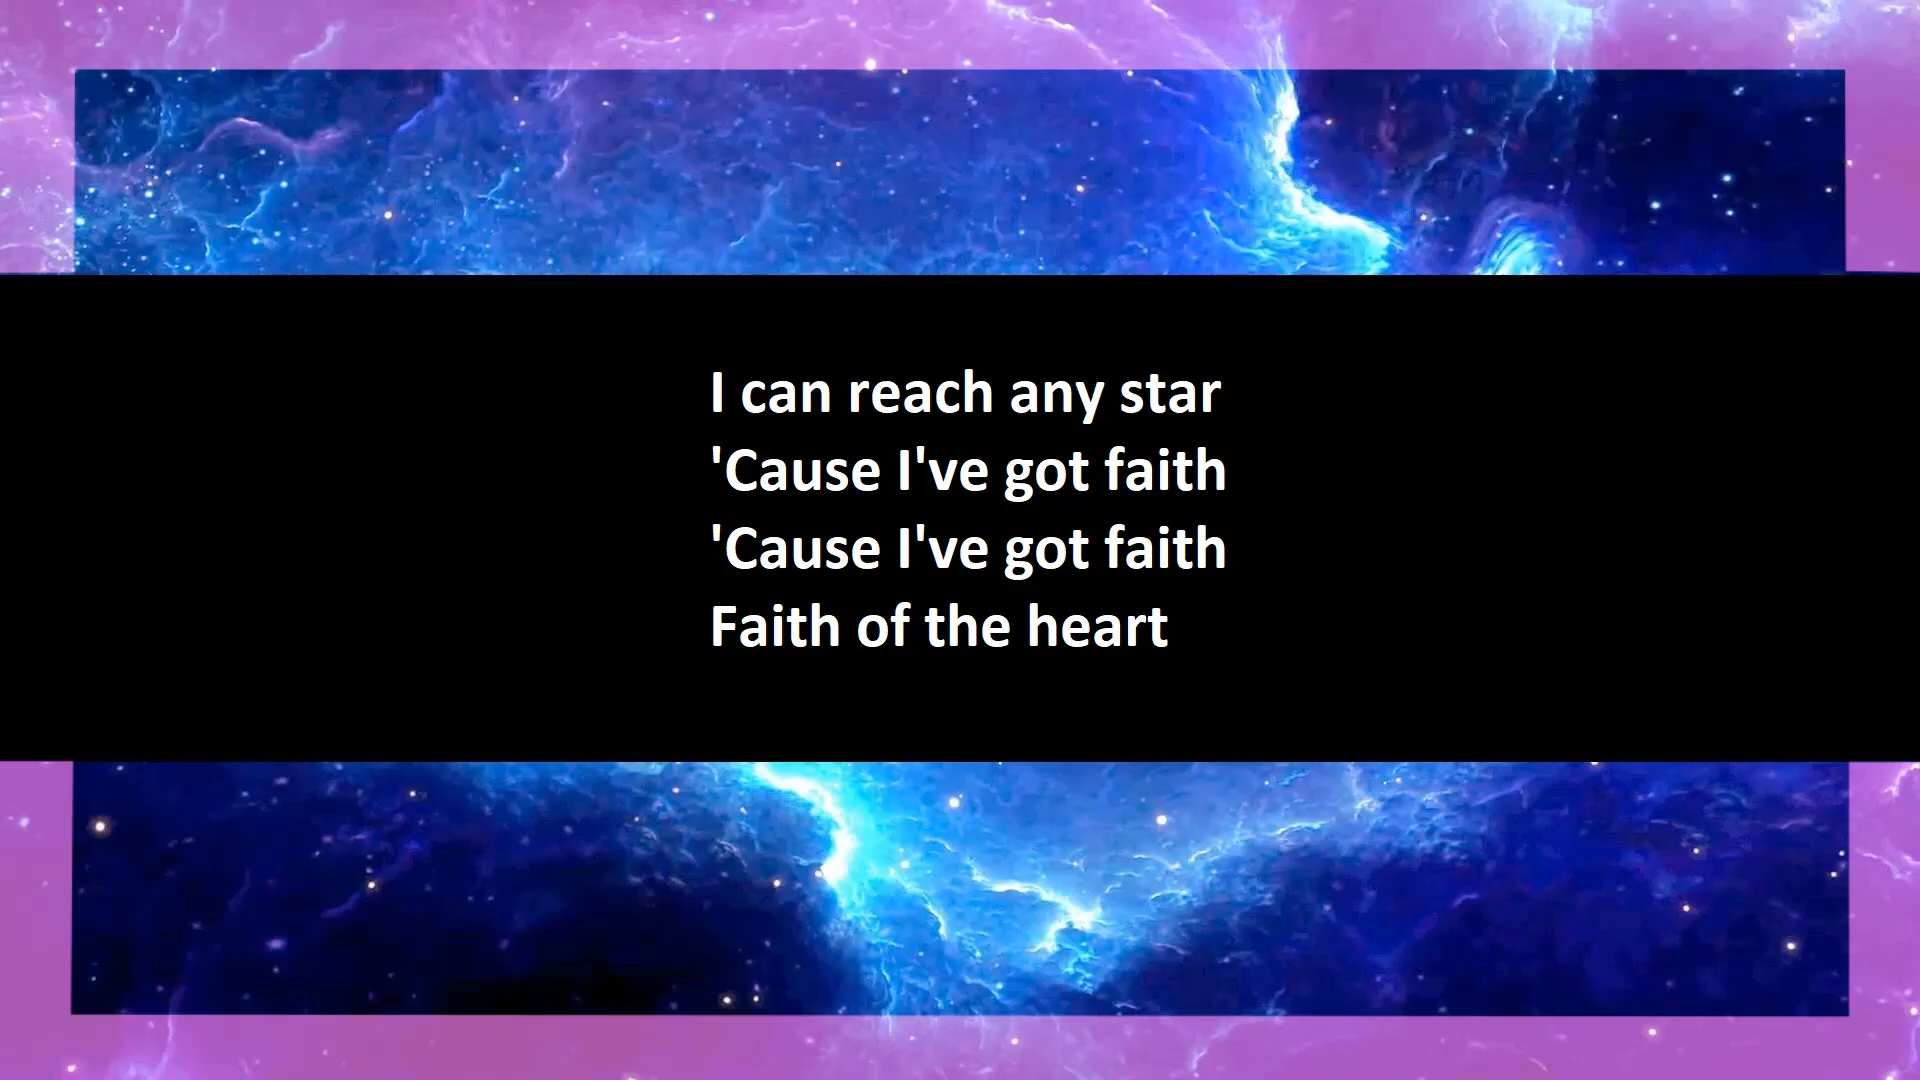 I can reach any star
'Cause I've got faith
'Cause I've got faith
Faith of the heart